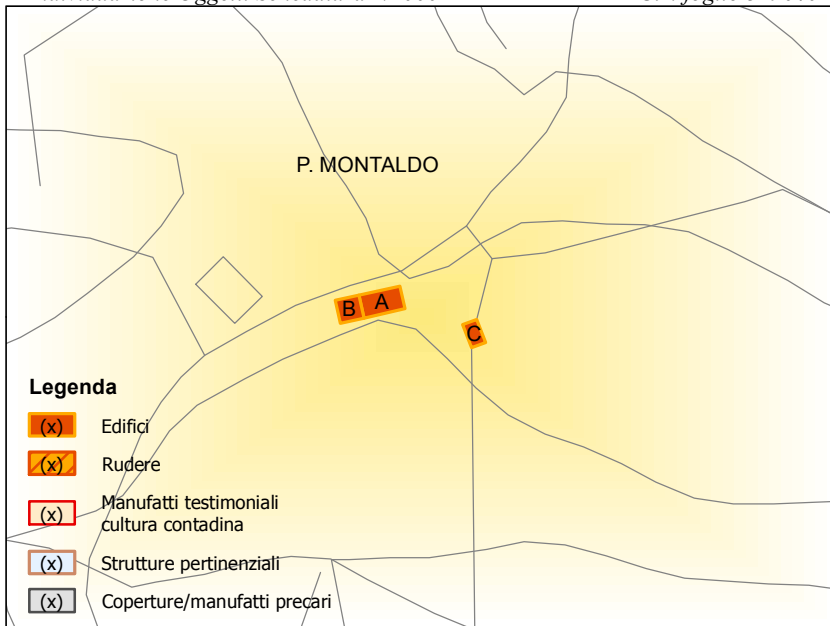 P. MONTALDO
B A
C
Legenda
(x) Edifici
(x) Rudere
(x) Manufatti testimoniali
cultura contadina
(x) Strutture pertinenziali
(x) Coperture/manufatti precari